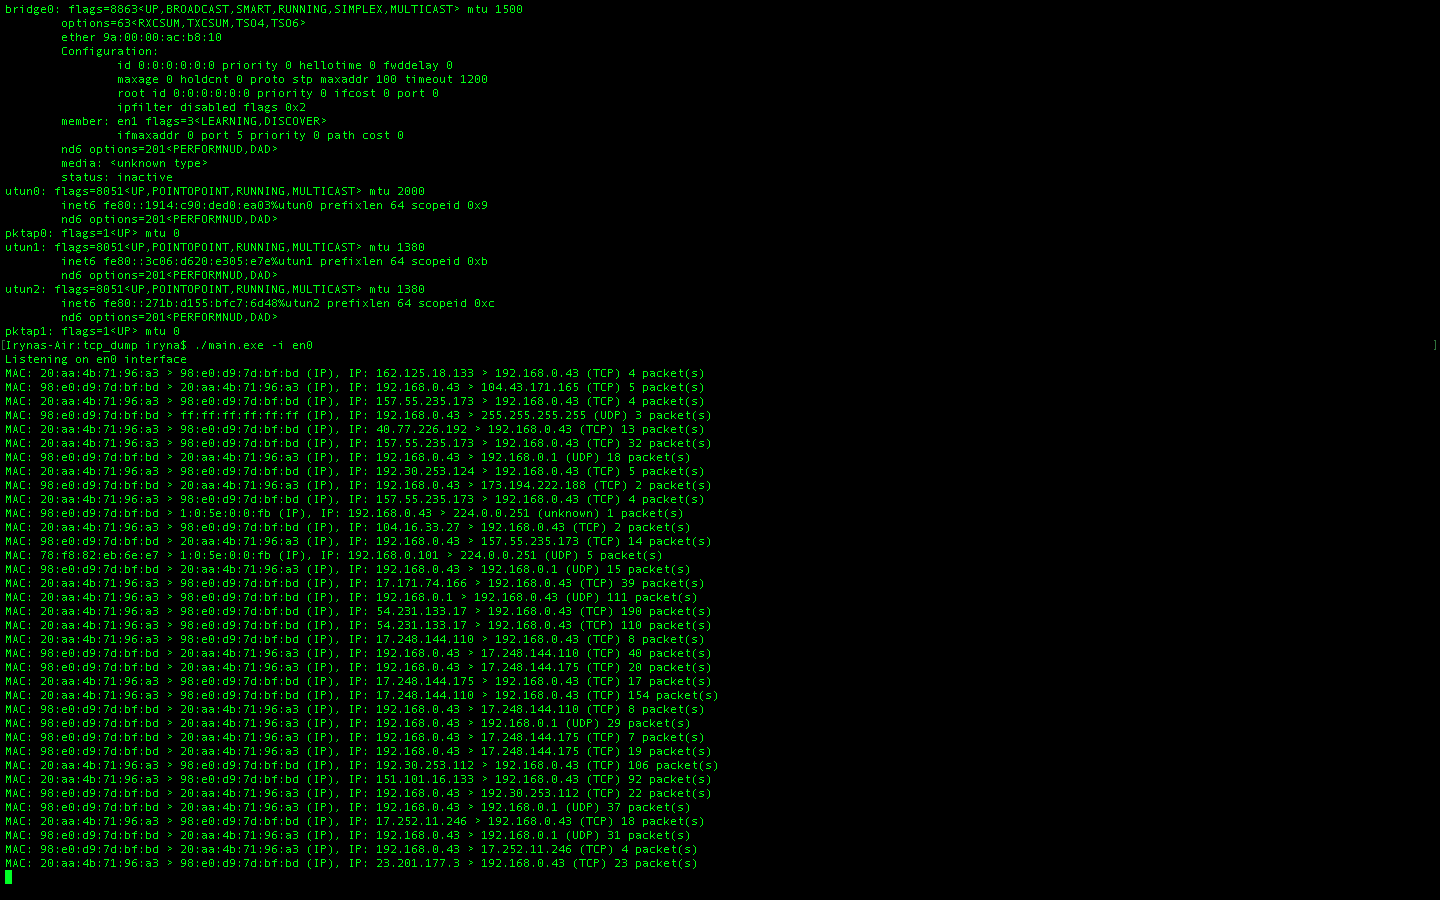 bridge0: flags=8863<UP,BROADCAST,SMART,RUNNING,SIMPLEX,MULTICAST> mtu 1500
options=63<RXCSUM,TXCSUM,TSO4,TSO6>
ether 9a:00:00:ac:b8:10
Configuration:
id 0:0:0:0:0:0 priority 0 hellotime 0 fwddelay 0
maxage 0 holdcnt 0 proto stp maxaddr 100 timeout 1200
root id 0:0:0:0:0:0 priority 0 ifcost 0 port 0
ipfilter disabled flags 0x2
member: en1 flags=3<LEARNING,DISCOVER>
ifmaxaddr 0 port 5 priority 0 path cost 0
nd6 options=201<PERFORMNUD,DAD>
media: <unknown type>
status: inactive
utun0: flags=8051<UP,POINTOPOINT,RUNNING,MULTICAST> mtu 2000
inet6 fe80::1914:c90:ded0:ea03%utun0 prefixlen 64 scopeid 0x9
nd6 options=201<PERFORMNUD,DAD>
pktap0: flags=1<UP> mtu 0
utun1: flags=8051<UP,POINTOPOINT,RUNNING,MULTICAST> mtu 1380
inet6 fe80::3c06:d620:e305:e7e%utun1 prefixlen 64 scopeid 0xb
nd6 options=201<PERFORMNUD,DAD>
utun2: flags=8051<UP,POINTOPOINT,RUNNING,MULTICAST> mtu 1380
inet6 fe80::271b:d155:bfc7:6d48%utun2 prefixlen 64 scopeid 0xc
nd6 options=201<PERFORMNUD,DAD>
pktap1: flags=1<UP> mtu 0
[Irynas-Air:tcp_dump iryna$ ./main.exe -i en0 ]
Listening on en0 interface
MAC: 20:aa:4b:71:96:a3 > 98:e0:d9:7d:bf:bd (IP), IP: 162.125.18.133 > 192.168.0.43 (TCP) 4 packet(s)
MAC: 98:e0:d9:7d:bf:bd > 20:aa:4b:71:96:a3 (IP), IP: 192.168.0.43 > 104.43.171.165 (TCP) 5 packet(s)
MAC: 20:aa:4b:71:96:a3 > 98:e0:d9:7d:bf:bd (IP), IP: 157.55.235.173 > 192.168.0.43 (TCP) 4 packet(s)
MAC: 98:e0:d9:7d:bf:bd > ff:ff:ff:ff:ff:ff (IP), IP: 192.168.0.43 > 255.255.255.255 (UDP) 3 packet(s)
MAC: 20:aa:4b:71:96:a3 > 98:e0:d9:7d:bf:bd (IP), IP: 40.77.226.192 > 192.168.0.43 (TCP) 13 packet(s)
MAC: 20:aa:4b:71:96:a3 > 98:e0:d9:7d:bf:bd (IP), IP: 157.55.235.173 > 192.168.0.43 (TCP) 32 packet(s)
MAC: 98:e0:d9:7d:bf:bd > 20:aa:4b:71:96:a3 (IP), IP: 192.168.0.43 > 192.168.0.1 (UDP) 18 packet(s)
MAC: 20:aa:4b:71:96:a3 > 98:e0:d9:7d:bf:bd (IP), IP: 192.30.253.124 > 192.168.0.43 (TCP) 5 packet(s)
MAC: 98:e0:d9:7d:bf:bd > 20:aa:4b:71:96:a3 (IP), IP: 192.168.0.43 > 173.194.222.188 (TCP) 2 packet(s)
MAC: 20:aa:4b:71:96:a3 > 98:e0:d9:7d:bf:bd (IP), IP: 157.55.235.173 > 192.168.0.43 (TCP) 4 packet(s)
MAC: 98:e0:d9:7d:bf:bd > 1:0:5e:0:0:fb (IP), IP: 192.168.0.43 > 224.0.0.251 (unknown) 1 packet(s)
MAC: 20:aa:4b:71:96:a3 > 98:e0:d9:7d:bf:bd (IP), IP: 104.16.33.27 > 192.168.0.43 (TCP) 2 packet(s)
MAC: 98:e0:d9:7d:bf:bd > 20:aa:4b:71:96:a3 (IP), IP: 192.168.0.43 > 157.55.235.173 (TCP) 14 packet(s)
MAC: 78:f8:82:eb:6e:e7 > 1:0:5e:0:0:fb (IP), IP: 192.168.0.101 > 224.0.0.251 (UDP) 5 packet(s)
MAC: 98:e0:d9:7d:bf:bd > 20:aa:4b:71:96:a3 (IP), IP: 192.168.0.43 > 192.168.0.1 (UDP) 15 packet(s)
MAC: 20:aa:4b:71:96:a3 > 98:e0:d9:7d:bf:bd (IP), IP: 17.171.74.166 > 192.168.0.43 (TCP) 39 packet(s)
MAC: 20:aa:4b:71:96:a3 > 98:e0:d9:7d:bf:bd (IP), IP: 192.168.0.1 > 192.168.0.43 (UDP) 111 packet(s)
MAC: 20:aa:4b:71:96:a3 > 98:e0:d9:7d:bf:bd (IP), IP: 54.231.133.17 > 192.168.0.43 (TCP) 190 packet(s)
MAC: 20:aa:4b:71:96:a3 > 98:e0:d9:7d:bf:bd (IP), IP: 54.231.133.17 > 192.168.0.43 (TCP) 110 packet(s)
MAC: 20:aa:4b:71:96:a3 > 98:e0:d9:7d:bf:bd (IP), IP: 17.248.144.110 > 192.168.0.43 (TCP) 8 packet(s)
MAC: 98:e0:d9:7d:bf:bd > 20:aa:4b:71:96:a3 (IP), IP: 192.168.0.43 > 17.248.144.110 (TCP) 40 packet(s)
MAC: 98:e0:d9:7d:bf:bd > 20:aa:4b:71:96:a3 (IP), IP: 192.168.0.43 > 17.248.144.175 (TCP) 20 packet(s)
MAC: 20:aa:4b:71:96:a3 > 98:e0:d9:7d:bf:bd (IP), IP: 17.248.144.175 > 192.168.0.43 (TCP) 17 packet(s)
MAC: 20:aa:4b:71:96:a3 > 98:e0:d9:7d:bf:bd (IP), IP: 17.248.144.110 > 192.168.0.43 (TCP) 154 packet(s)
MAC: 98:e0:d9:7d:bf:bd > 20:aa:4b:71:96:a3 (IP), IP: 192.168.0.43 > 17.248.144.110 (TCP) 8 packet(s)
MAC: 98:e0:d9:7d:bf:bd > 20:aa:4b:71:96:a3 (IP), IP: 192.168.0.43 > 192.168.0.1 (UDP) 29 packet(s)
MAC: 98:e0:d9:7d:bf:bd > 20:aa:4b:71:96:a3 (IP), IP: 192.168.0.43 > 17.248.144.175 (TCP) 7 packet(s)
MAC: 98:e0:d9:7d:bf:bd > 20:aa:4b:71:96:a3 (IP), IP: 192.168.0.43 > 17.248.144.175 (TCP) 19 packet(s)
MAC: 20:aa:4b:71:96:a3 > 98:e0:d9:7d:bf:bd (IP), IP: 192.30.253.112 > 192.168.0.43 (TCP) 106 packet(s)
MAC: 20:aa:4b:71:96:a3 > 98:e0:d9:7d:bf:bd (IP), IP: 151.101.16.133 > 192.168.0.43 (TCP) 92 packet(s)
MAC: 98:e0:d9:7d:bf:bd > 20:aa:4b:71:96:a3 (IP), IP: 192.168.0.43 > 192.30.253.112 (TCP) 22 packet(s)
MAC: 98:e0:d9:7d:bf:bd > 20:aa:4b:71:96:a3 (IP), IP: 192.168.0.43 > 192.168.0.1 (UDP) 37 packet(s)
MAC: 20:aa:4b:71:96:a3 > 98:e0:d9:7d:bf:bd (IP), IP: 17.252.11.246 > 192.168.0.43 (TCP) 18 packet(s)
MAC: 98:e0:d9:7d:bf:bd > 20:aa:4b:71:96:a3 (IP), IP: 192.168.0.43 > 192.168.0.1 (UDP) 31 packet(s)
MAC: 98:e0:d9:7d:bf:bd > 20:aa:4b:71:96:a3 (IP), IP: 192.168.0.43 > 17.252.11.246 (TCP) 4 packet(s)
MAC: 20:aa:4b:71:96:a3 > 98:e0:d9:7d:bf:bd (IP), IP: 23.201.177.3 > 192.168.0.43 (TCP) 23 packet(s)